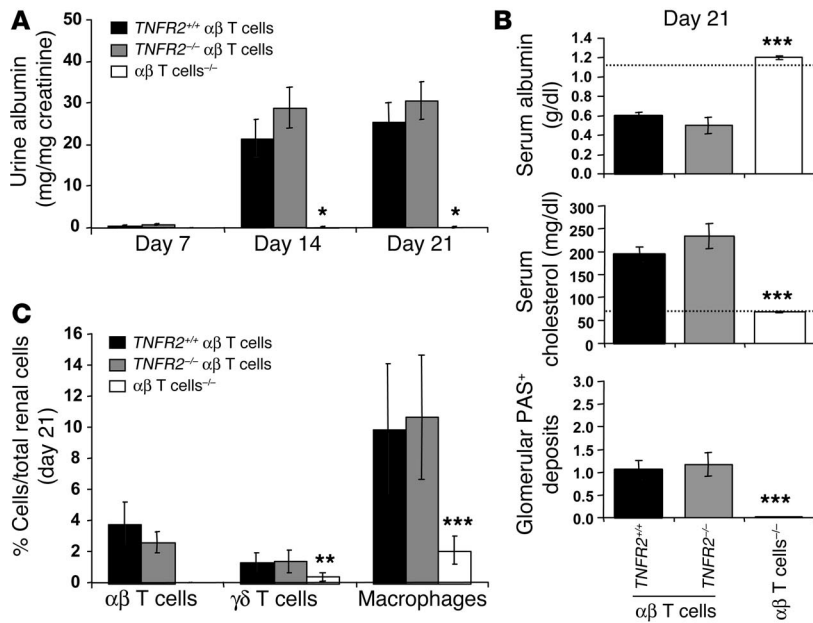 A
TNFR2+/+ αβ T cells
TNFR2−/− αβ T cells
αβ T cells−/−
Urine albumin
(mg/mg creatinine)
50
40
30
20
10
0
*
*
Day 7
Day 14
Day 21
B
Day 21
Serum albumin
(g/dl)
1.4
1.2
1.0
0.8
0.6
0.4
0.2
0.0
***
Serum
cholesterol (mg/dl)
300
250
200
150
100
50
0
***
Glomerular PAS+
deposits
3.0
2.5
2.0
1.5
1.0
0.5
0.0
***
TNFR2+/+
TNFR2−/−
αβ T cells
αβ T cells−/−
C
TNFR2+/+ αβ T cells
TNFR2−/− αβ T cells
αβ T cells−/−
% Cells/total renal cells
(day 21)
16
14
12
10
8
6
4
2
0
**
***
αβ T cells
γδ T cells
Macrophages